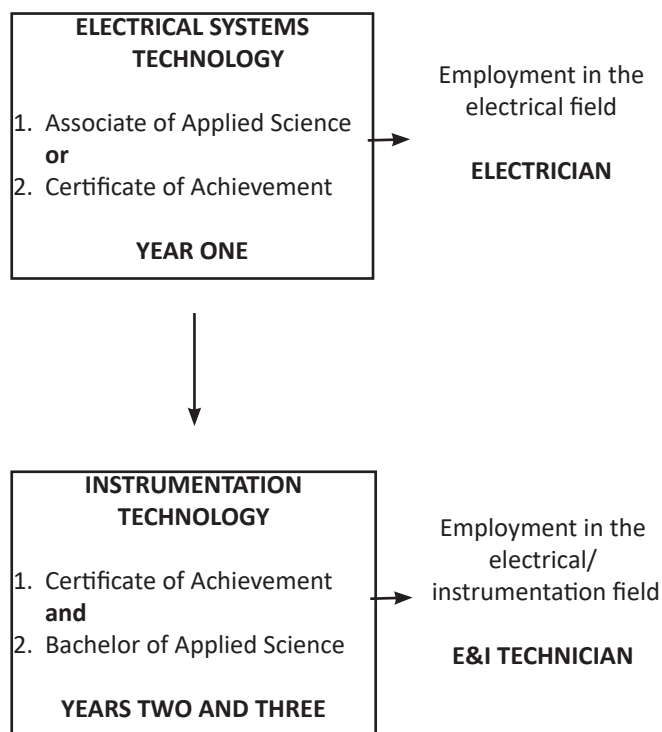 ELECTRICAL SYSTEMS
TECHNOLOGY
1. Associate of Applied Science
or
2. Certificate of Achievement
YEAR ONE
Employment in the
electrical field
ELECTRICIAN
INSTRUMENTATION
TECHNOLOGY
1. Certificate of Achievement
and
2. Bachelor of Applied Science
YEARS TWO AND THREE
Employment in the
electrical/
instrumentation field
E&I TECHNICIAN